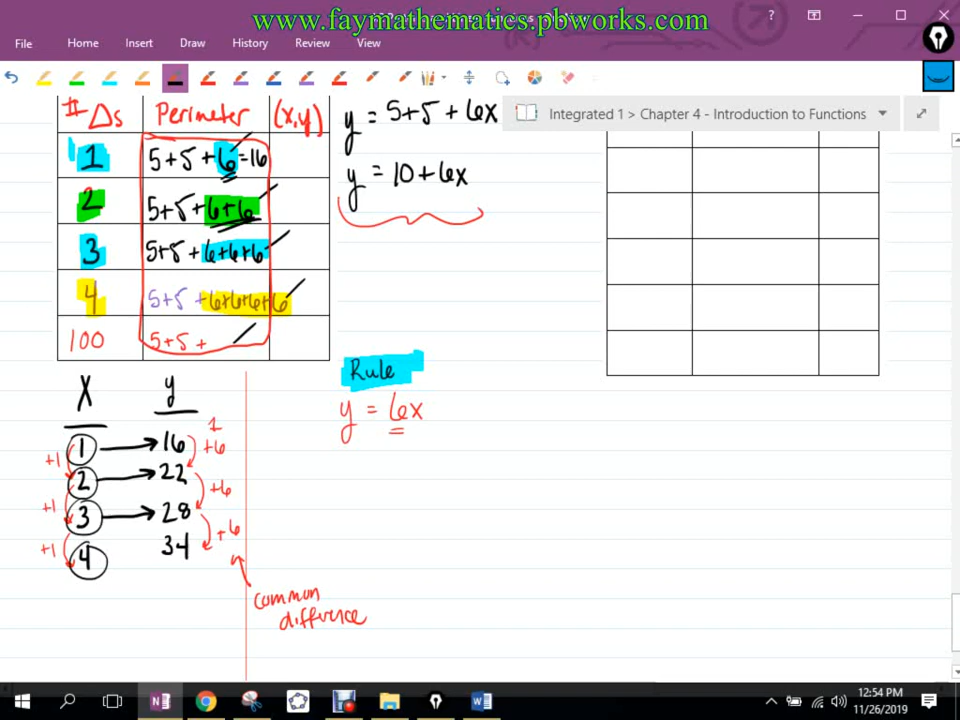 www.faymathematics.pbworks.com
File Home Insert Draw History Review View
Integrated 1 > Chapter 4 - Introduction to Functions
# Δs Perimeter (x,y)
1 5+5+6=16
2 5+5+6+6
3 5+5+6+6+6
4 5+5+6+6+6+6
100 5+5+
y = 5+5+6x
y = 10+6x
Rule
y = 6x
X y
1 16
2 22
3 28
4 34
+1
+1
+1
1
+6
+6
+6
common
difference
12:54 PM
11/26/2019